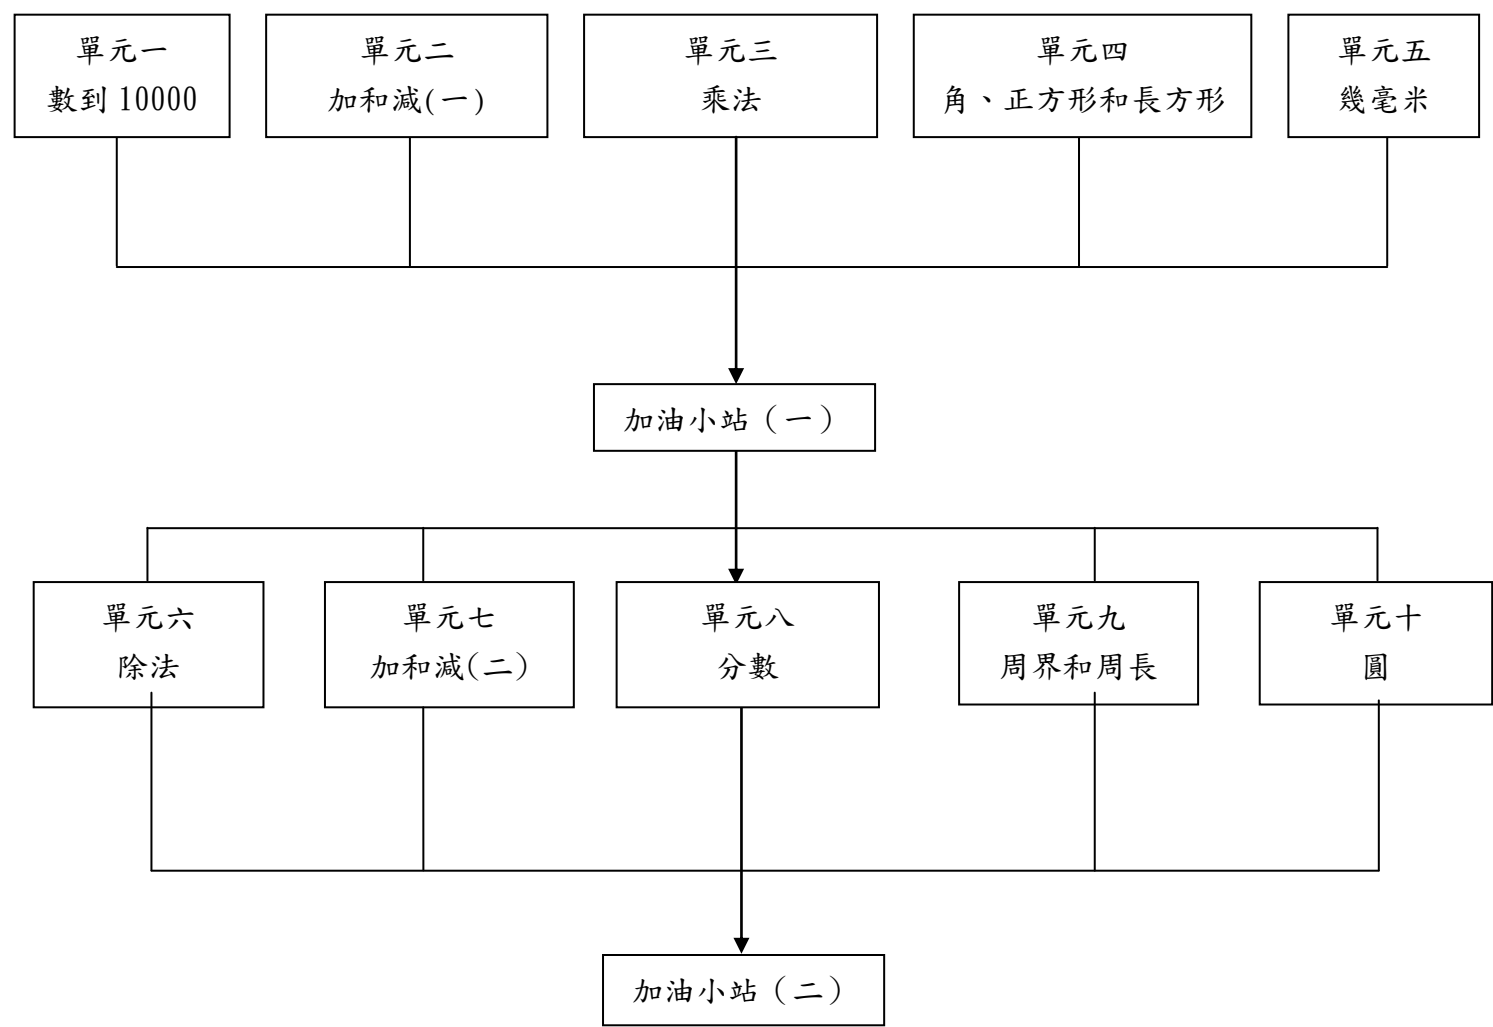 單元一
數到 10000
單元二
加和減(一)
單元三
乘法
單元四
角、正方形和長方形
單元五
幾毫米
加油小站（一）
單元六
除法
單元七
加和減(二)
單元八
分數
單元九
周界和周長
單元十
圓
加油小站（二）